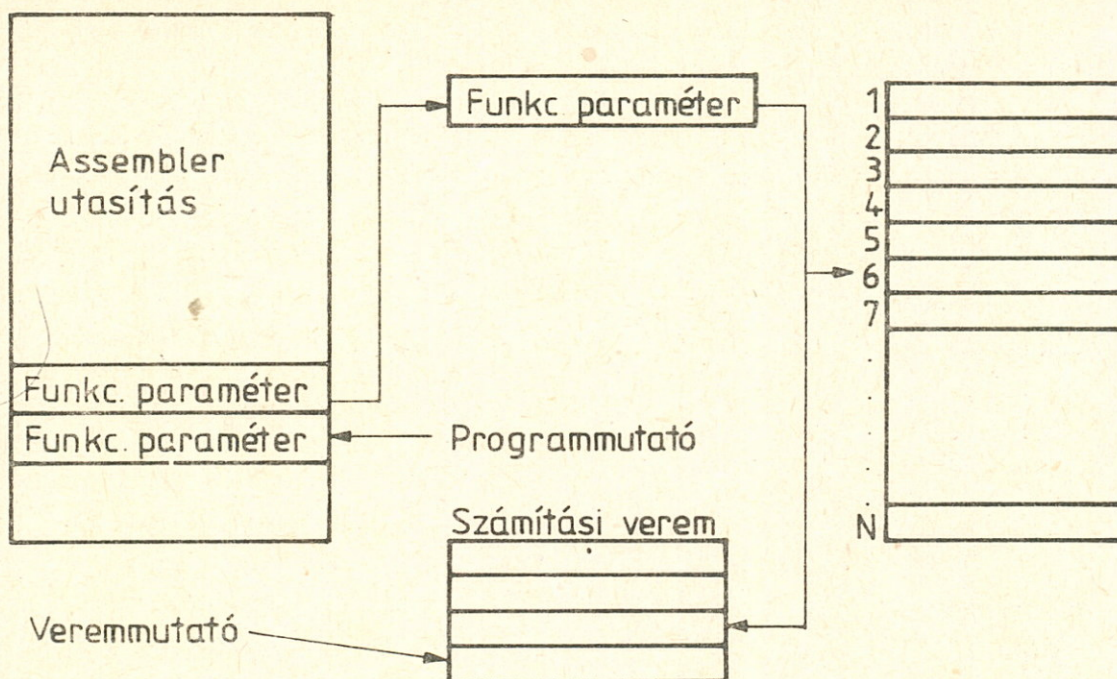 Assembler
utasítás
Funkc. paraméter
Funkc. paraméter
Funkc. paraméter
Programmutató
Számítási verem
Veremmutató
1
2
3
4
5
6
7
N